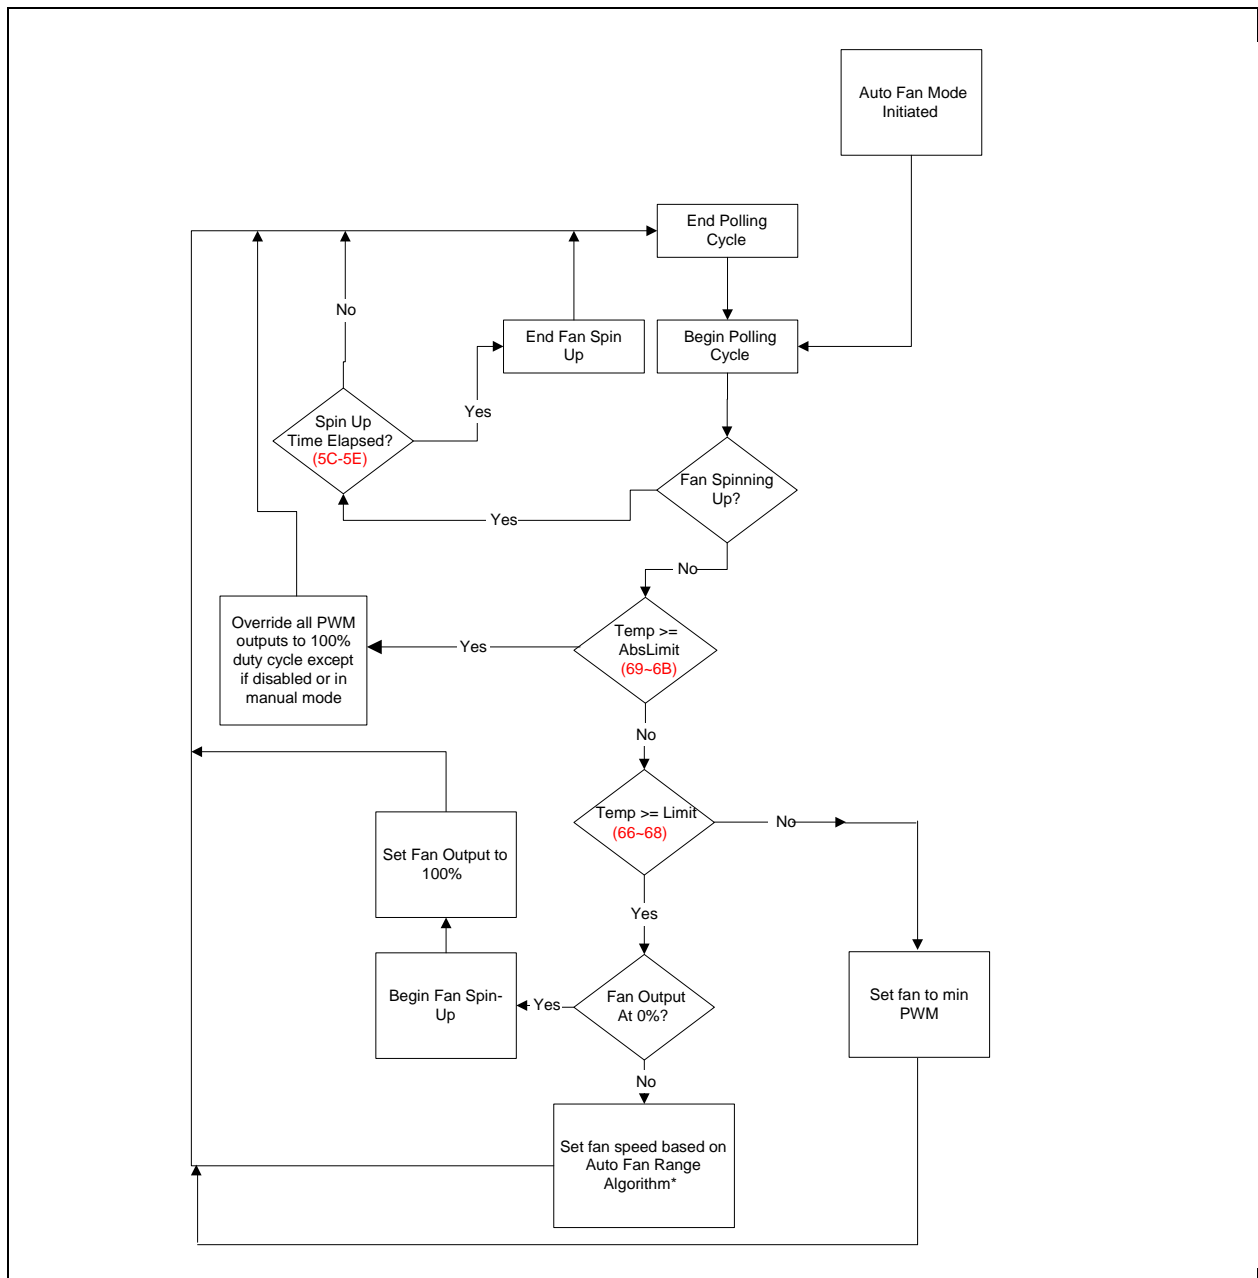 Auto Fan Mode
Initiated
End Polling
Cycle
No
End Fan Spin
Up
Begin Polling
Cycle
Spin Up
Time Elapsed?
(5C-5E)
Yes
Fan Spinning
Up?
Yes
No
Override all PWM
outputs to 100%
duty cycle except
if disabled or in
manual mode
Yes
Temp >=
AbsLimit
(69~6B)
No
Temp >= Limit
(66~68)
No
Set Fan Output to
100%
Yes
Begin Fan Spin-
Up
Yes
Fan Output
At 0%?
Set fan to min
PWM
No
Set fan speed based on
Auto Fan Range
Algorithm*